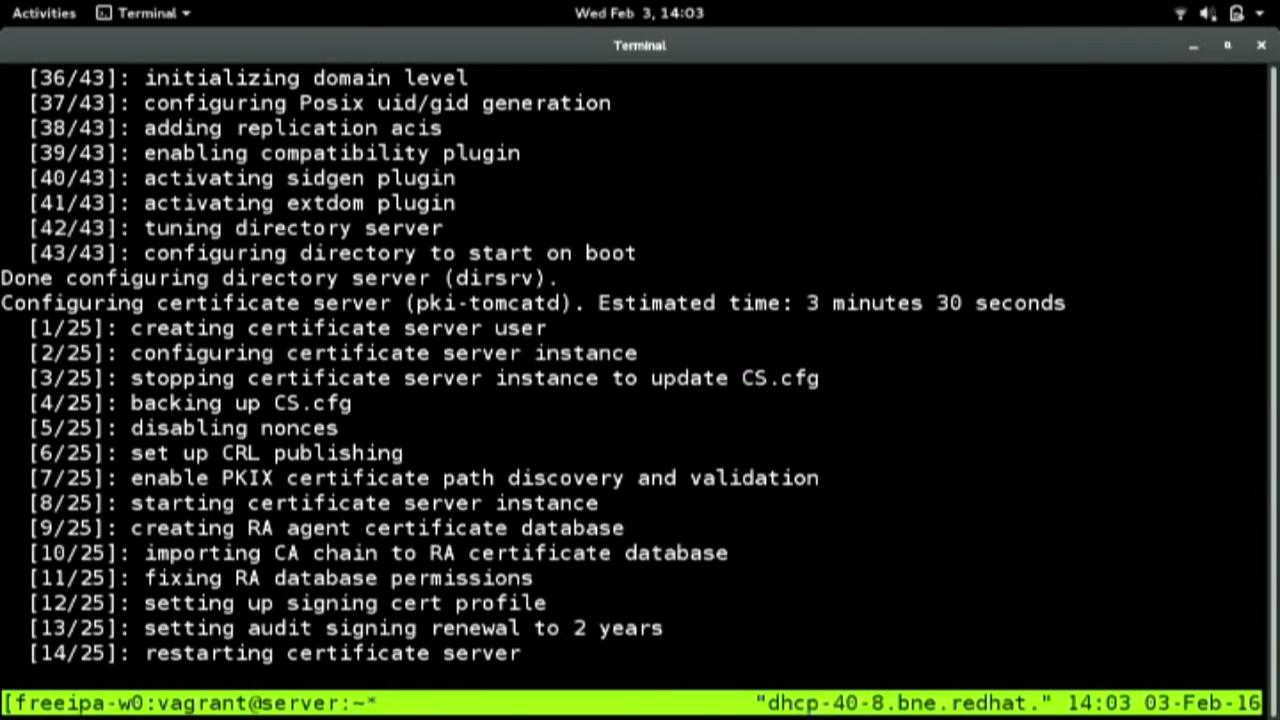 Activities Terminal Wed Feb 3, 14:03
Terminal
[36/43]: initializing domain level
[37/43]: configuring Posix uid/gid generation
[38/43]: adding replication acis
[39/43]: enabling compatibility plugin
[40/43]: activating sidgen plugin
[41/43]: activating extdom plugin
[42/43]: tuning directory server
[43/43]: configuring directory to start on boot
Done configuring directory server (dirsrv).
Configuring certificate server (pki-tomcatd). Estimated time: 3 minutes 30 seconds
[1/25]: creating certificate server user
[2/25]: configuring certificate server instance
[3/25]: stopping certificate server instance to update CS.cfg
[4/25]: backing up CS.cfg
[5/25]: disabling nonces
[6/25]: set up CRL publishing
[7/25]: enable PKIX certificate path discovery and validation
[8/25]: starting certificate server instance
[9/25]: creating RA agent certificate database
[10/25]: importing CA chain to RA certificate database
[11/25]: fixing RA database permissions
[12/25]: setting up signing cert profile
[13/25]: setting audit signing renewal to 2 years
[14/25]: restarting certificate server
[freeipa-w0:vagrant@server:~* "dhcp-40-8.bne.redhat." 14:03 03-Feb-16